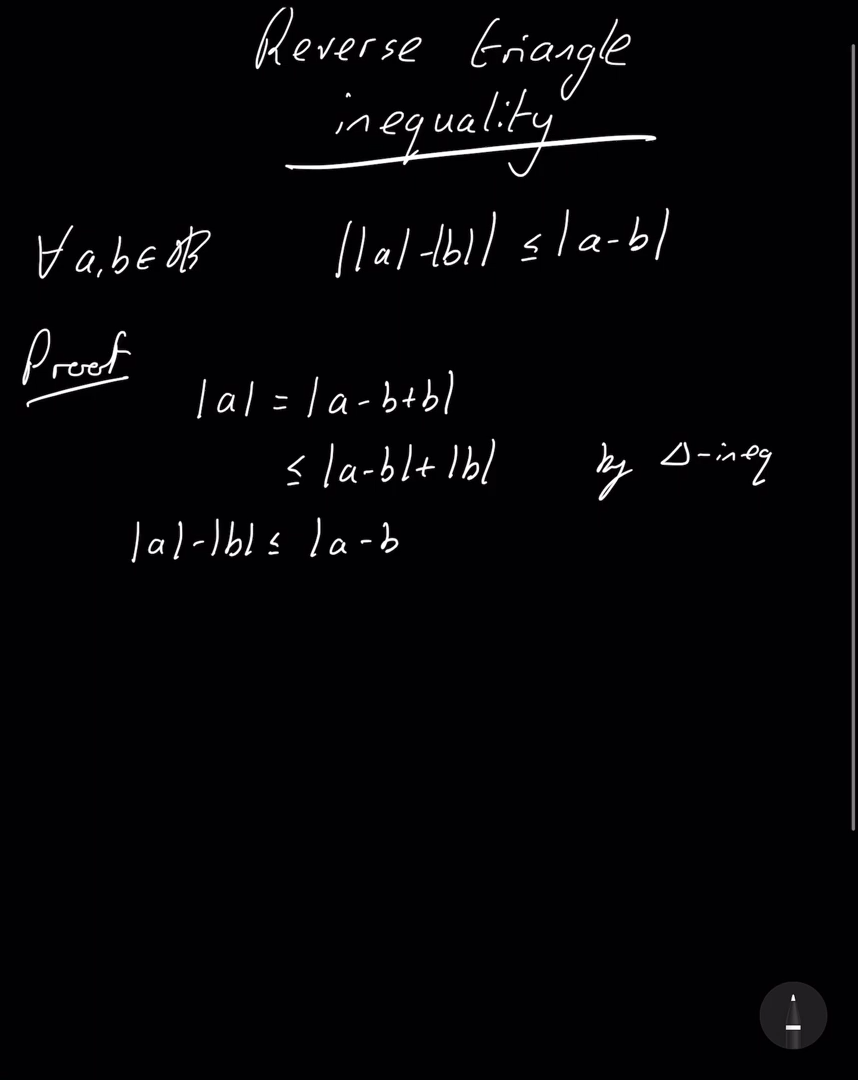 Reverse triangle
inequality
∀ a, b ∈ ℝ ||a| - |b|| ≤ |a - b|
Proof
|a| = |a - b + b|
≤ |a - b| + |b| by Δ-ineq
|a| - |b| ≤ |a - b